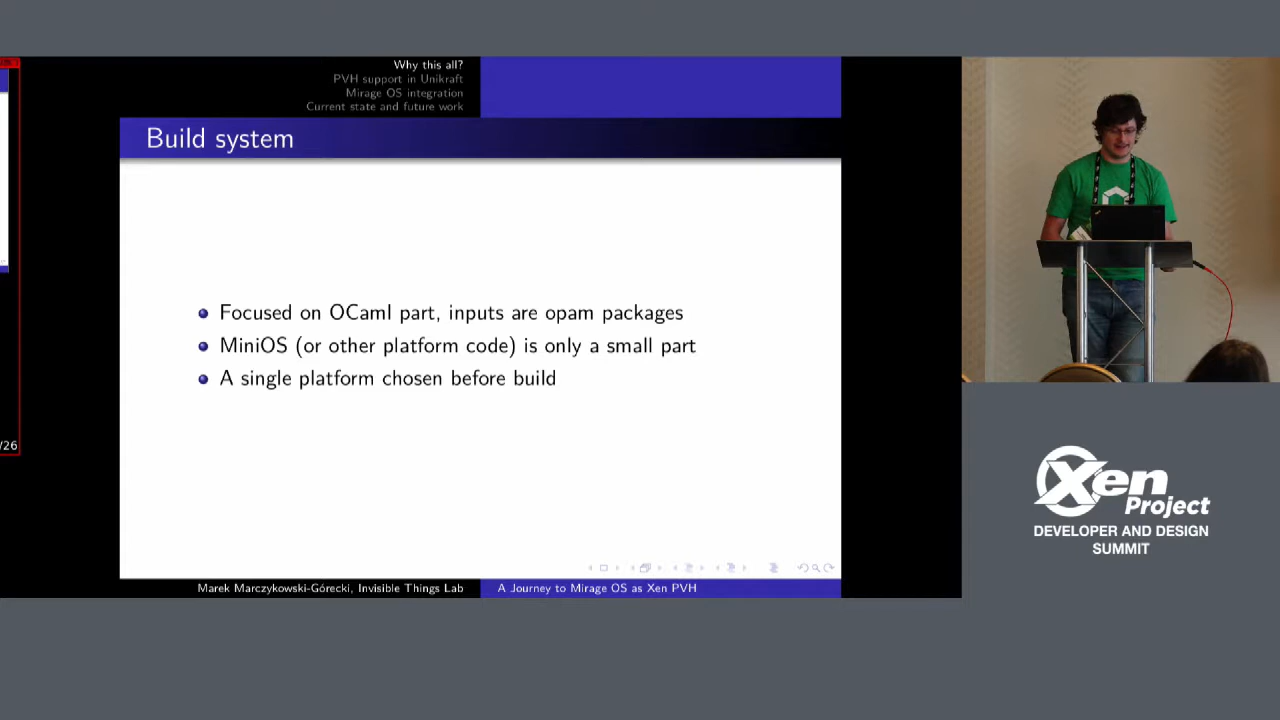 Why this all?
PVH support in Unikraft
Mirage OS integration
Current state and future work
Build system
Focused on OCaml part, inputs are opam packages
MiniOS (or other platform code) is only a small part
A single platform chosen before build
/26
Marek Marczykowski-Górecki, Invisible Things Lab
A Journey to Mirage OS as Xen PVH
Xen
Project
DEVELOPER AND DESIGN
SUMMIT